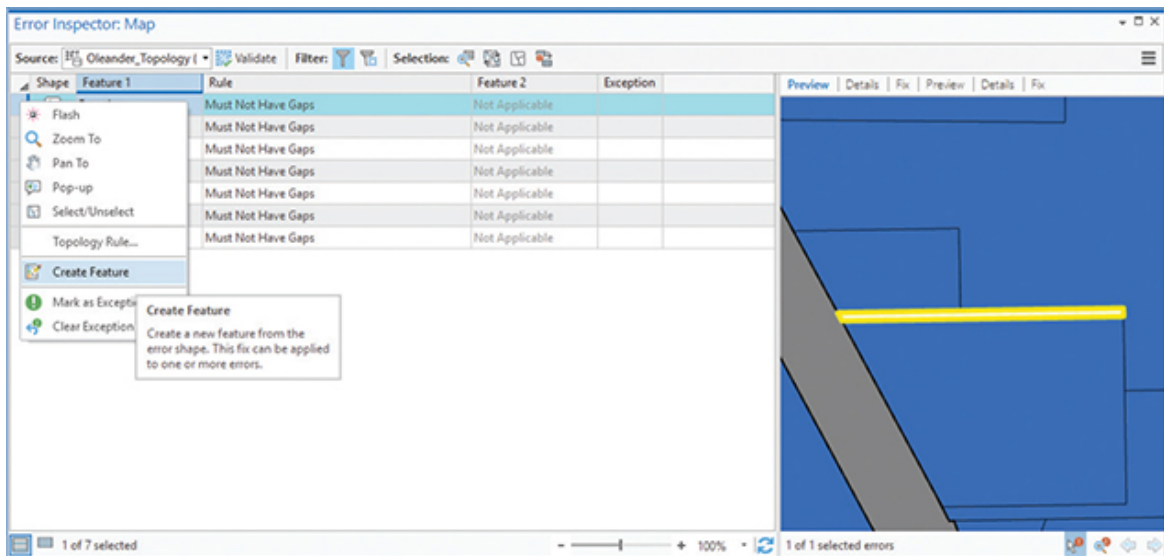 Error Inspector: Map
Source: Oleander_Topology ( Validate Filter: Selection:
Shape Feature 1 Rule Feature 2 Exception
Must Not Have Gaps Not Applicable
Must Not Have Gaps Not Applicable
Must Not Have Gaps Not Applicable
Must Not Have Gaps Not Applicable
Must Not Have Gaps Not Applicable
Must Not Have Gaps Not Applicable
Must Not Have Gaps Not Applicable
Flash
Zoom To
Pan To
Pop-up
Select/Unselect
Topology Rule...
Create Feature
Mark as Excepti
Clear Exception
Create Feature
Create a new feature from the
error shape. This fix can be applied
to one or more errors.
Preview | Details | Fix | Preview | Details | Fix
1 of 7 selected - + 100%
1 of 1 selected errors